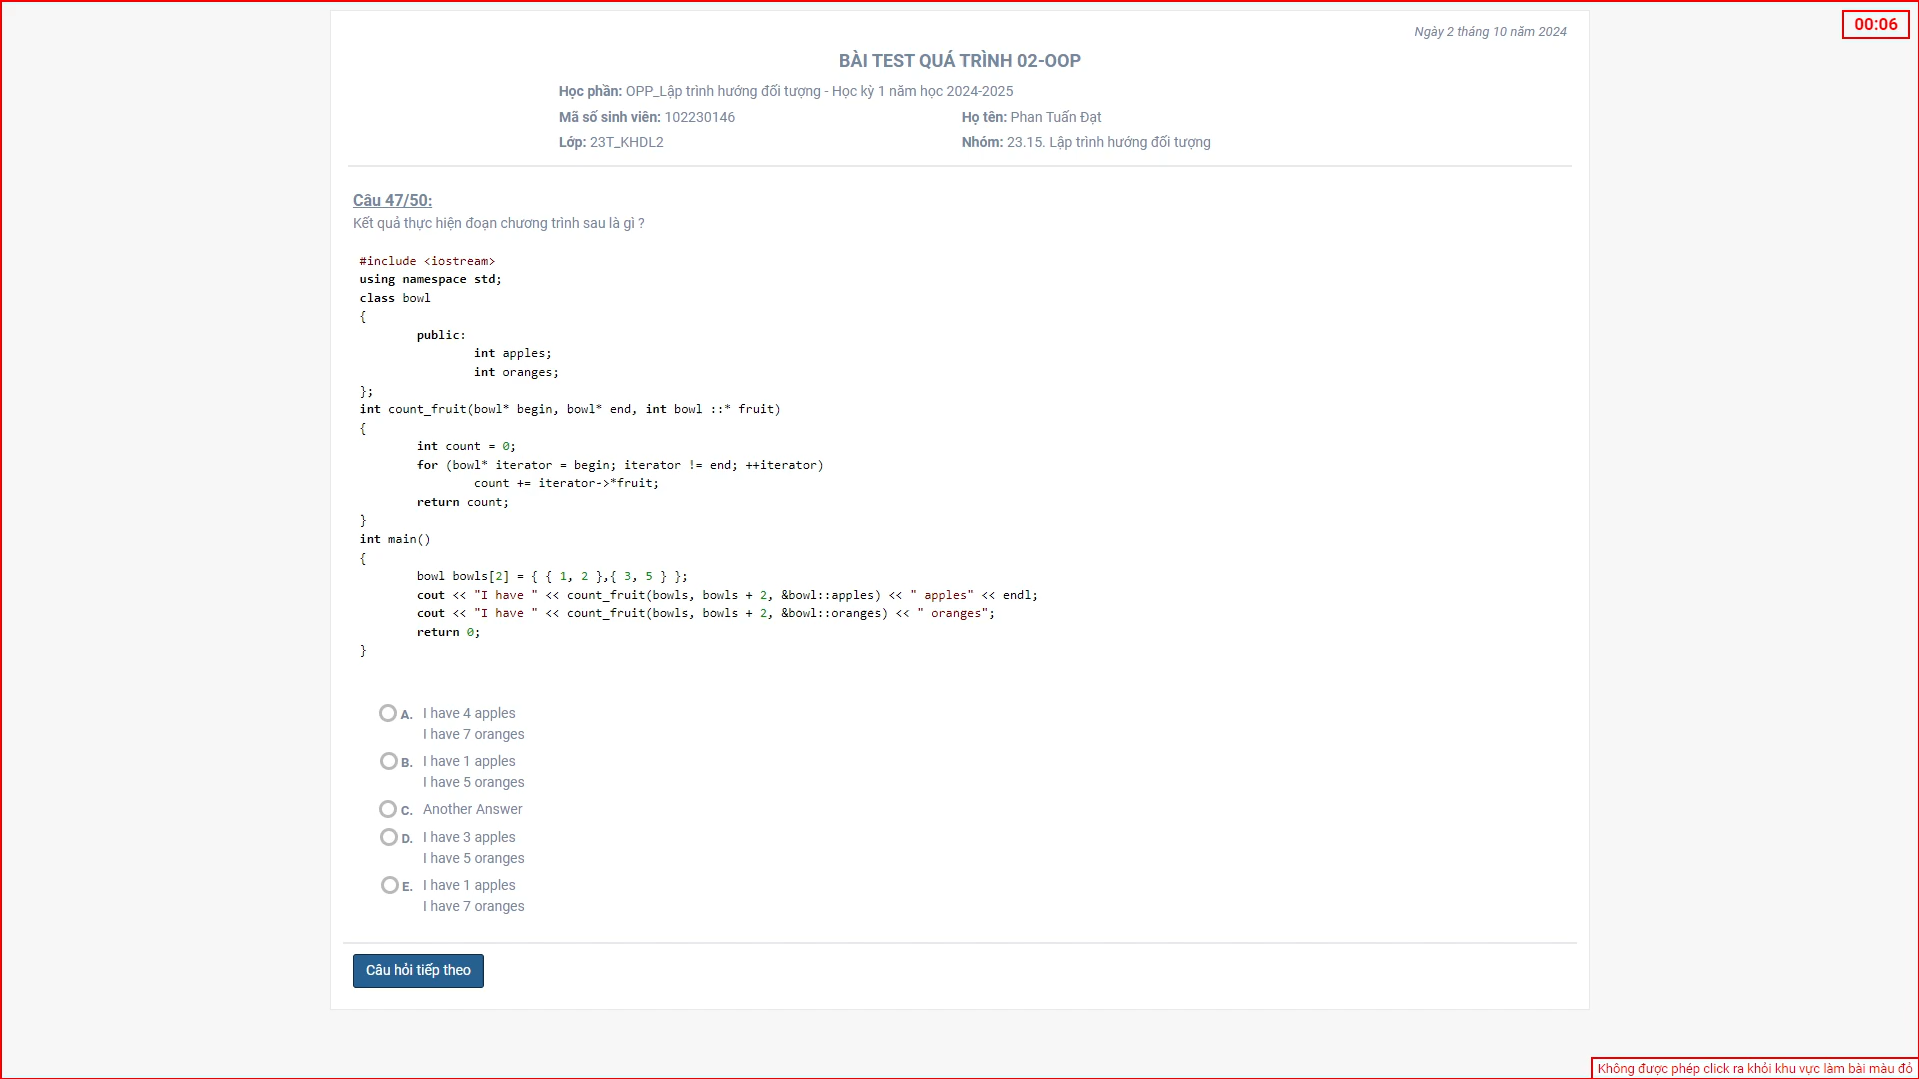 Ngày 2 tháng 10 năm 2024
00:06
BÀI TEST QUÁ TRÌNH 02-OOP
Học phần: OPP_Lập trình hướng đối tượng - Học kỳ 1 năm học 2024-2025
Mã số sinh viên: 102230146 Họ tên: Phan Tuấn Đạt
Lớp: 23T_KHDL2 Nhóm: 23.15. Lập trình hướng đối tượng
Câu 47/50:
Kết quả thực hiện đoạn chương trình sau là gì ?
#include <iostream>
using namespace std;
class bowl
{
public:
int apples;
int oranges;
};
int count_fruit(bowl* begin, bowl* end, int bowl ::* fruit)
{
int count = 0;
for (bowl* iterator = begin; iterator != end; ++iterator)
count += iterator->*fruit;
return count;
}
int main()
{
bowl bowls[2] = { { 1, 2 },{ 3, 5 } };
cout << "I have " << count_fruit(bowls, bowls + 2, &bowl::apples) << " apples" << endl;
cout << "I have " << count_fruit(bowls, bowls + 2, &bowl::oranges) << " oranges";
return 0;
}
A. I have 4 apples
I have 7 oranges
B. I have 1 apples
I have 5 oranges
C. Another Answer
D. I have 3 apples
I have 5 oranges
E. I have 1 apples
I have 7 oranges
Câu hỏi tiếp theo
Không được phép click ra khỏi khu vực làm bài màu đỏ